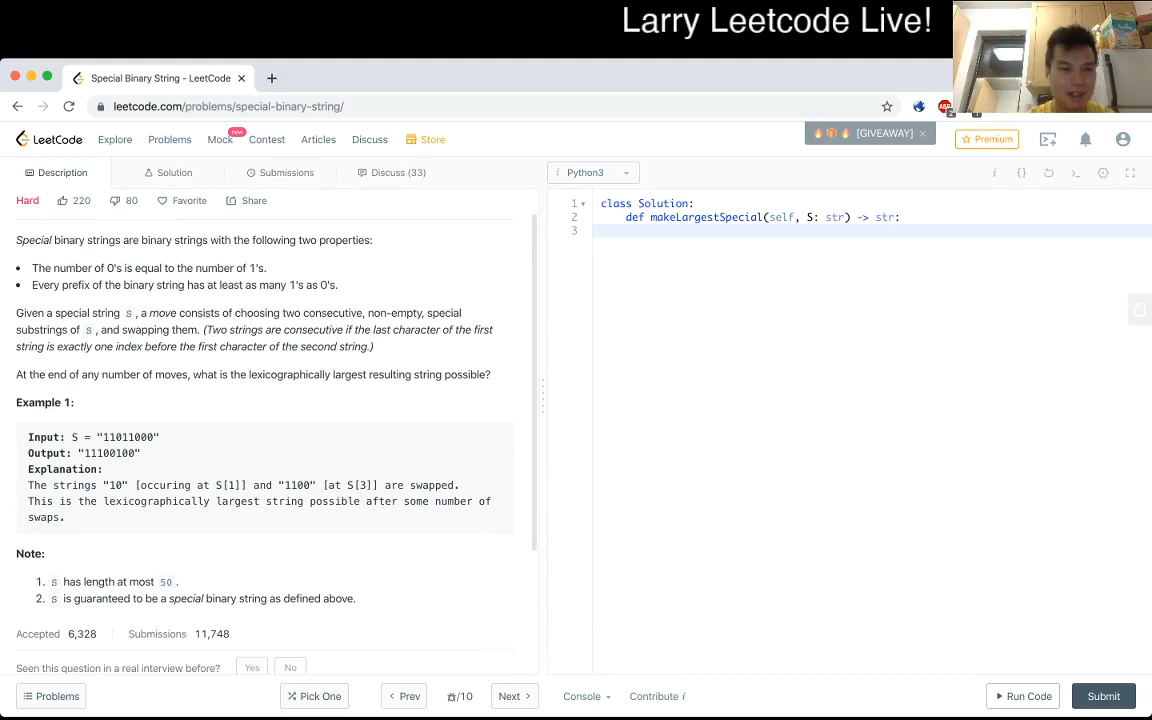 Larry Leetcode Live!
Special Binary String - LeetCode
leetcode.com/problems/special-binary-string/
LeetCode Explore Problems Mock new Contest Articles Discuss Store [GIVEAWAY] Premium
Description Solution Submissions Discuss (33) Python3
Hard 220 80 Favorite Share
Special binary strings are binary strings with the following two properties:
• The number of 0's is equal to the number of 1's.
• Every prefix of the binary string has at least as many 1's as 0's.
Given a special string S, a move consists of choosing two consecutive, non-empty, special
substrings of S, and swapping them. (Two strings are consecutive if the last character of the first
string is exactly one index before the first character of the second string.)
At the end of any number of moves, what is the lexicographically largest resulting string possible?
Example 1:
Input: S = "11011000"
Output: "11100100"
Explanation:
The strings "10" [occuring at S[1]] and "1100" [at S[3]] are swapped.
This is the lexicographically largest string possible after some number of
swaps.
Note:
1. S has length at most 50.
2. S is guaranteed to be a special binary string as defined above.
Accepted 6,328 Submissions 11,748
Seen this question in a real interview before? Yes No
1 class Solution:
2 def makeLargestSpecial(self, S: str) -> str:
3
Problems Pick One Prev /10 Next Console Contribute i Run Code Submit